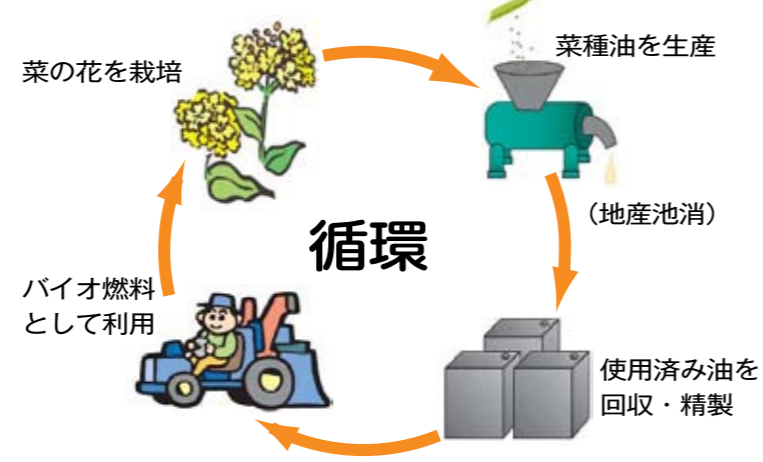 菜の花を栽培
菜種油を生産
（地産池消）
循環
バイオ燃料
として利用
使用済み油を
回収・精製